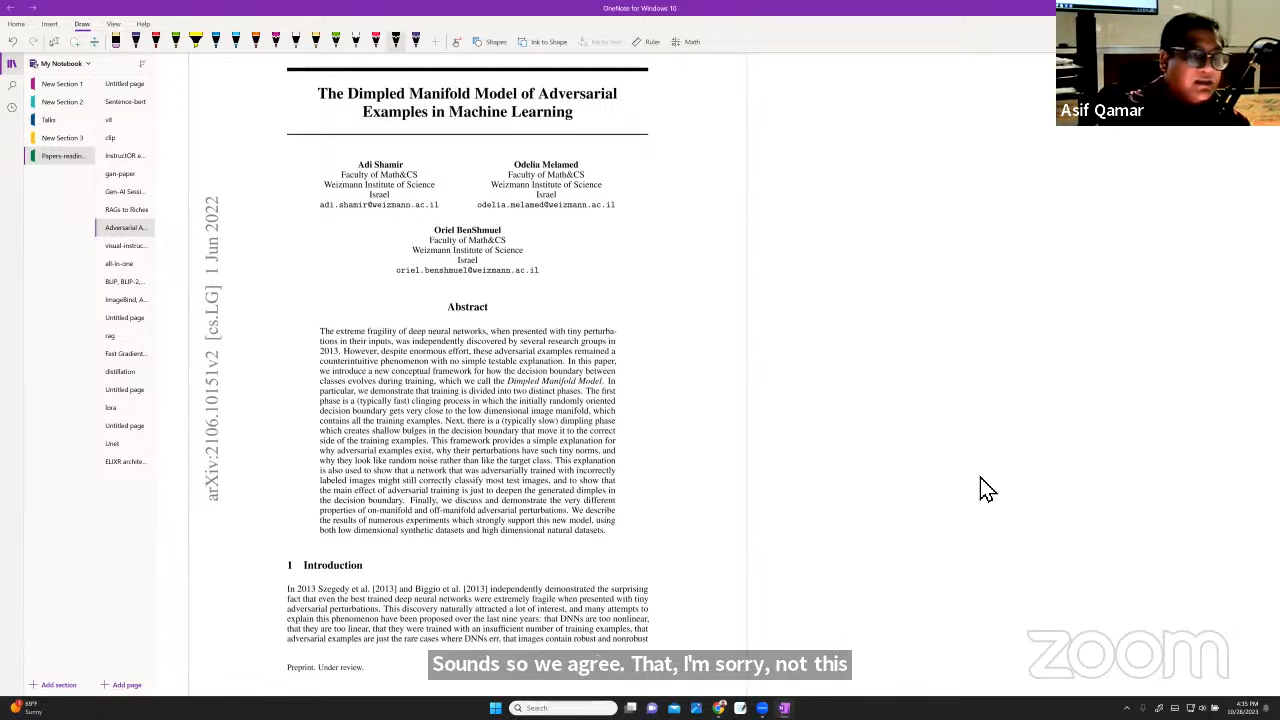 OneNote for Windows 10
Home Insert Draw View Help
Shapes Ink to Shape Ink to Text Ruler Math
My Notebook
New Section 1
New Section 2
Talks
New Section 3
Papers-readin...
Untitled page
Sentence-bert
vit
clip
InstructOR e...
gan-paper
Gen-AI Sessi...
RAGs to Riches
Adversarial A...
visual-instruc...
all-in-one
BLIP, BLIP-2,...
ImageBind, A...
Untitled page
rag
Fast Gradient...
distillation
Untitled page
lora
Untitled page
Unet
ELIXR archite...
Add section
Add page
arXiv:2106.10151v2 [cs.LG] 1 Jun 2022
The Dimpled Manifold Model of Adversarial
Examples in Machine Learning
Adi Shamir
Faculty of Math&CS
Weizmann Institute of Science
Israel
adi.shamir@weizmann.ac.il
Odelia Melamed
Faculty of Math&CS
Weizmann Institute of Science
Israel
odelia.melamed@weizmann.ac.il
Oriel BenShmuel
Faculty of Math&CS
Weizmann Institute of Science
Israel
oriel.benshmuel@weizmann.ac.il
Abstract
The extreme fragility of deep neural networks, when presented with tiny perturba-
tions in their inputs, was independently discovered by several research groups in
2013. However, despite enormous effort, these adversarial examples remained a
counterintuitive phenomenon with no simple testable explanation. In this paper,
we introduce a new conceptual framework for how the decision boundary between
classes evolves during training, which we call the Dimpled Manifold Model. In
particular, we demonstrate that training is divided into two distinct phases. The first
phase is a (typically fast) clinging process in which the initially randomly oriented
decision boundary gets very close to the low dimensional image manifold, which
contains all the training examples. Next, there is a (typically slow) dimpling phase
which creates shallow bulges in the decision boundary that move it to the correct
side of the training examples. This framework provides a simple explanation for
why adversarial examples exist, why their perturbations have such tiny norms, and
why they look like random noise rather than like the target class. This explanation
is also used to show that a network that was adversarially trained with incorrectly
labeled images might still correctly classify most test images, and to show that
the main effect of adversarial training is just to deepen the generated dimples in
the decision boundary. Finally, we discuss and demonstrate the very different
properties of on-manifold and off-manifold adversarial perturbations. We describe
the results of numerous experiments which strongly support this new model, using
both low dimensional synthetic datasets and high dimensional natural datasets.
1 Introduction
In 2013 Szegedy et al. [2013] and Biggio et al. [2013] independently demonstrated the surprising
fact that even the best trained deep neural networks were extremely fragile when presented with tiny
adversarial perturbations. This discovery naturally attracted a lot of interest, and many attempts to
explain this phenomenon have been proposed over the last nine years: that DNNs are too nonlinear,
that they are too linear, that they were trained with an insufficient number of training examples, that
adversarial examples are just the rare cases where DNNs err, that images contain robust and nonrobust
Preprint. Under review.
Sounds so we agree. That, I'm sorry, not this
Asif Qamar
zoom
89°F
Sunny
Search
4:35 PM
10/28/2023